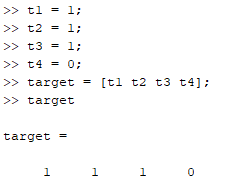 >> t1 = 1;
>> t2 = 1;
>> t3 = 1;
>> t4 = 0;
>> target = [t1 t2 t3 t4];
>> target
target =
1 1 1 0